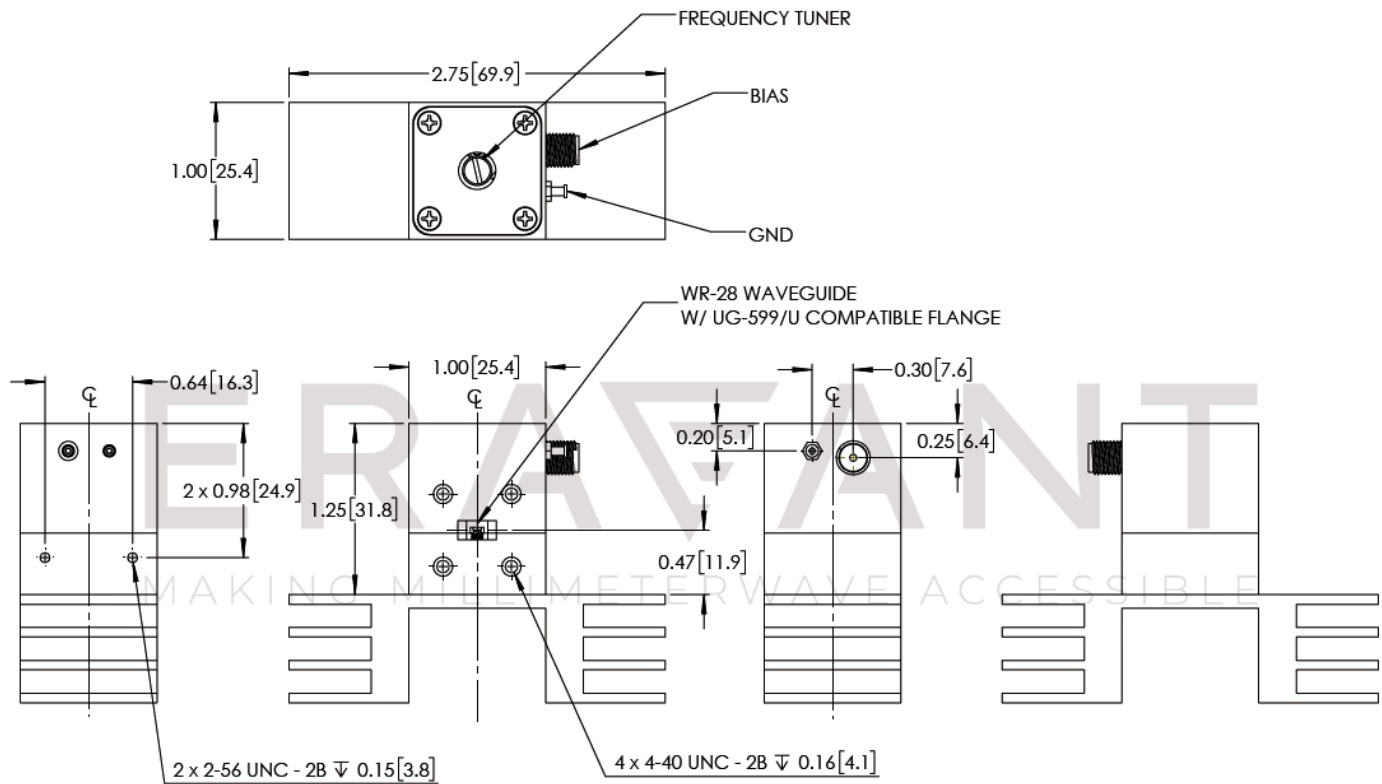 FREQUENCY TUNER
2.75[69.9]
BIAS
1.00[25.4]
GND
WR-28 WAVEGUIDE
W/ UG-599/U COMPATIBLE FLANGE
1.00[25.4]
0.30[7.6]
0.64[16.3]
℄
℄
℄
ERAVANT
0.20[5.1]
0.25[6.4]
2 x 0.98[24.9]
1.25[31.8]
0.47[11.9]
MAKING MILLIMETERWAVE ACCESSIBLE
2 x 2-56 UNC - 2B ↧ 0.15[3.8]
4 x 4-40 UNC - 2B ↧ 0.16[4.1]